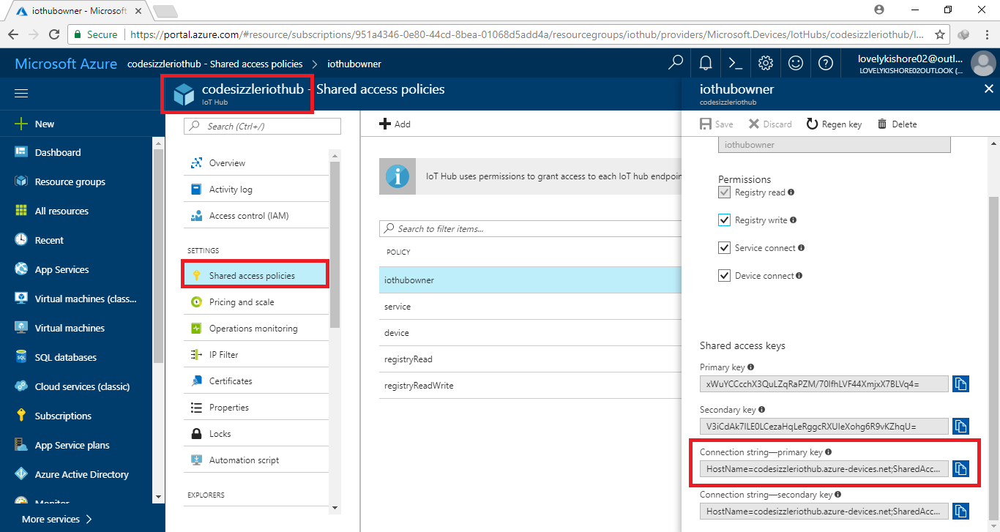 iothubowner - Microsoft
Secure
https://portal.azure.com/#resource/subscriptions/951a4346-0e80-44cd-8bea-01068d5add4a/resourcegroups/iothub/providers/Microsoft.Devices/IotHubs/codesizzleriothub/I...
Microsoft Azure codesizzleriothub - Shared access policies > iothubowner
lovelykishore02@outl...
LOVELYKISHORE02OUTLOOK (...
New
Dashboard
Resource groups
All resources
Recent
App Services
Virtual machines (class...
Virtual machines
SQL databases
Cloud services (classic)
Subscriptions
App Service plans
Azure Active Directory
Monitor
More services >
codesizzleriothub - Shared access policies
IoT Hub
Search (Ctrl+/)
Overview
Activity log
Access control (IAM)
SETTINGS
Shared access policies
Pricing and scale
Operations monitoring
IP Filter
Certificates
Properties
Locks
Automation script
EXPLORERS
Add
IoT Hub uses permissions to grant access to each IoT hub endpoin
Search to filter items...
POLICY
iothubowner
service
device
registryRead
registryReadWrite
iothubowner
codesizzleriothub
Save Discard Regen key Delete
iothubowner
Permissions
Registry read
Registry write
Service connect
Device connect
Shared access keys
Primary key
xWuYCCcchX3QuLZqRaPZM/70IfhLVF44XmjxX7BLVq4=
Secondary key
V3iCdAk7ILE0LCezaHqLeRggcRXUIeXohg6R9vKZhqU=
Connection string—primary key
HostName=codesizzleriothub.azure-devices.net;SharedAcc...
Connection string—secondary key
HostName=codesizzleriothub.azure-devices.net;SharedAcc...